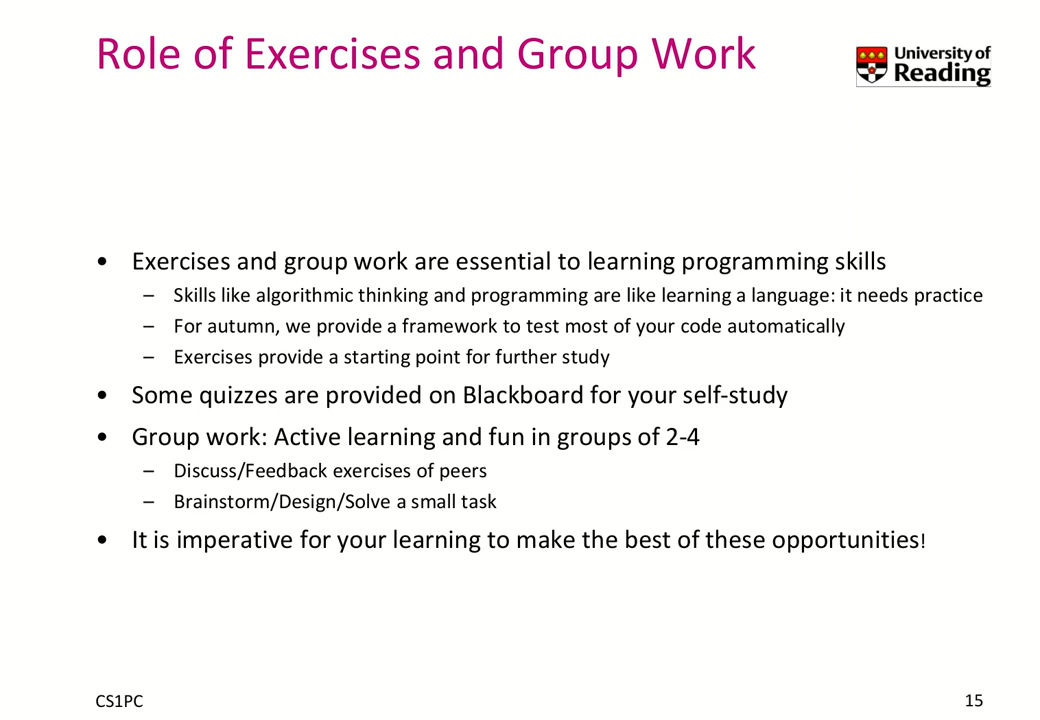 Role of Exercises and Group Work
University of
Reading
• Exercises and group work are essential to learning programming skills
– Skills like algorithmic thinking and programming are like learning a language: it needs practice
– For autumn, we provide a framework to test most of your code automatically
– Exercises provide a starting point for further study
• Some quizzes are provided on Blackboard for your self-study
• Group work: Active learning and fun in groups of 2-4
– Discuss/Feedback exercises of peers
– Brainstorm/Design/Solve a small task
• It is imperative for your learning to make the best of these opportunities!
CS1PC
15